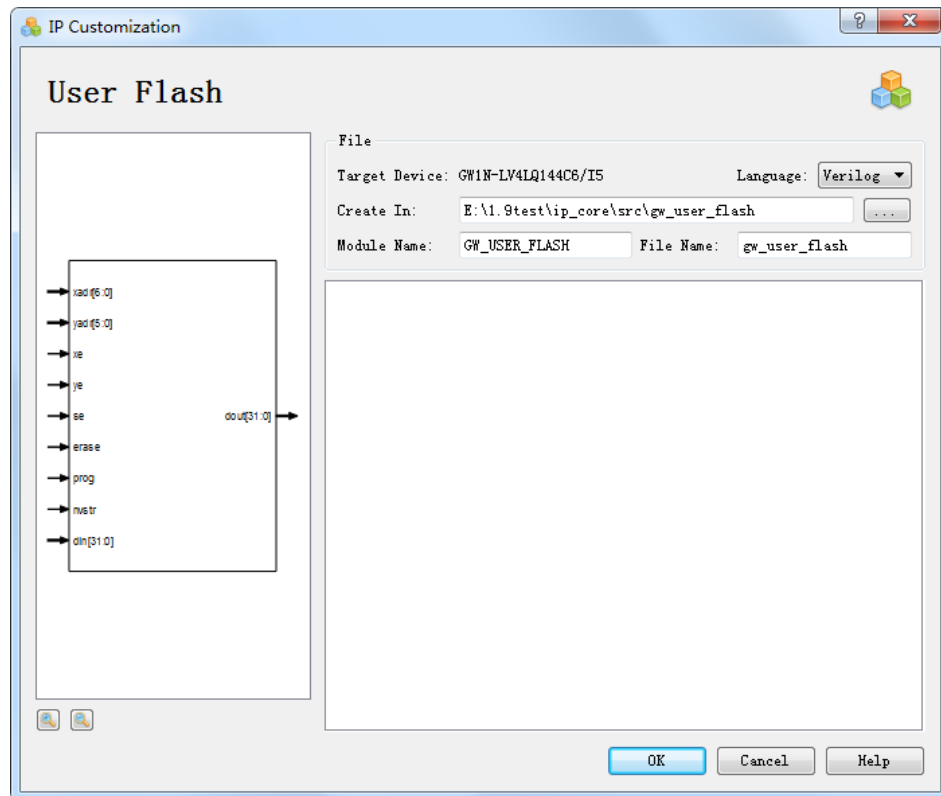 IP Customization
User Flash
File
Target Device: GW1N-LV4LQ144C6/I5
Language: Verilog
Create In: E:\1.9test\ip_core\src\gw_user_flash ...
Module Name: GW_USER_FLASH
File Name: gw_user_flash
xadr[6:0]
yadr[5:0]
xe
ye
se
dout[31:0]
erase
prog
nvstr
din[31:0]
OK
Cancel
Help